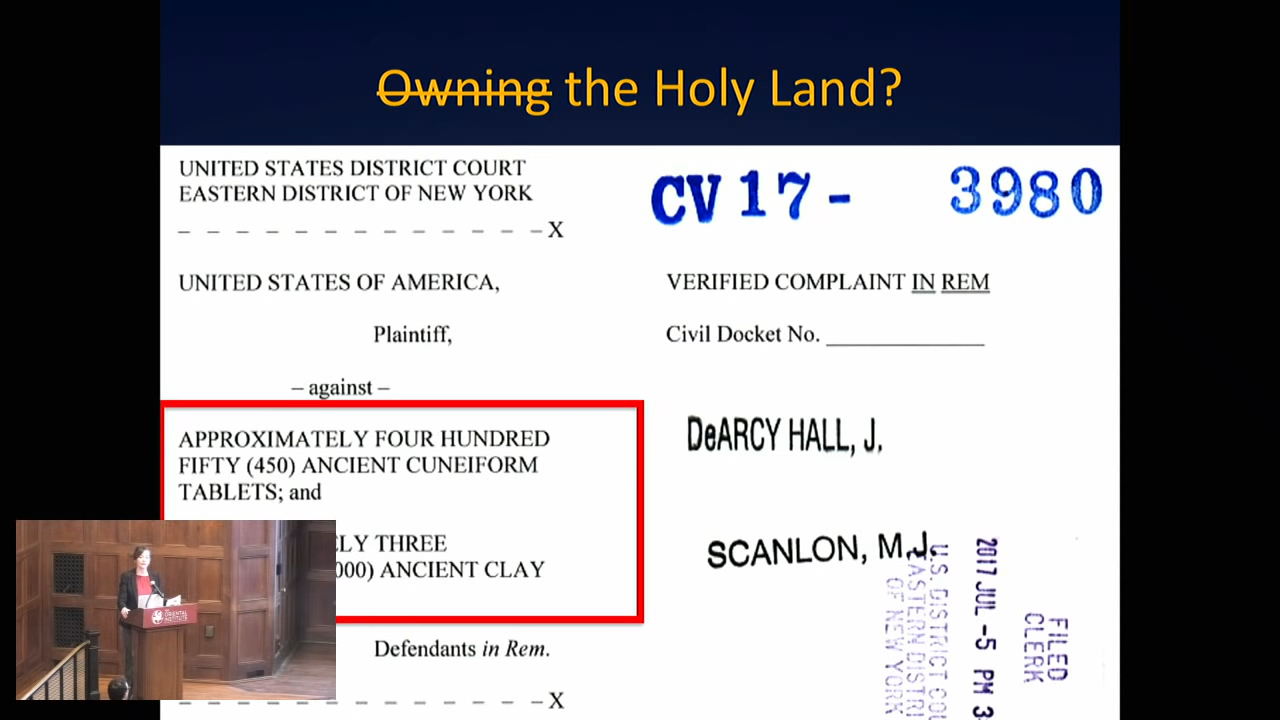 Owning the Holy Land?
UNITED STATES DISTRICT COURT
EASTERN DISTRICT OF NEW YORK
– – – – – – – – – – – – – – X
CV 17 - 3980
UNITED STATES OF AMERICA,
VERIFIED COMPLAINT IN REM
Plaintiff,
Civil Docket No. _______________
– against –
APPROXIMATELY FOUR HUNDRED
FIFTY (450) ANCIENT CUNEIFORM
TABLETS; and
DeARCY HALL, J.
LY THREE
000) ANCIENT CLAY
SCANLON, M.J.
Defendants in Rem.
– – – – – – – – – – – – – – X
FILED
CLERK
2017 JUL -5 PM 3
U.S. DISTRICT COU
EASTERN DISTRI
OF NEW YORK
THE
ORIENTAL
INSTITUTE